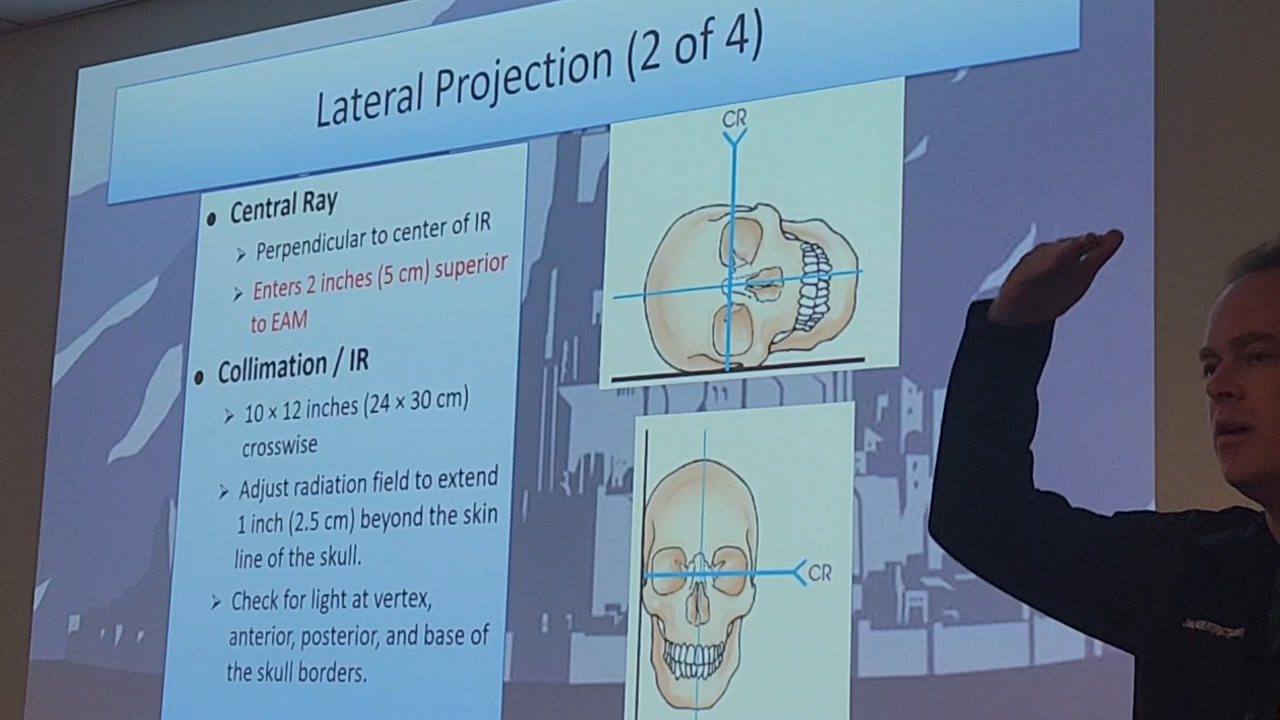 Lateral Projection (2 of 4)
• Central Ray
➢ Perpendicular to center of IR
➢ Enters 2 inches (5 cm) superior
to EAM
• Collimation / IR
➢ 10 × 12 inches (24 × 30 cm)
crosswise
➢ Adjust radiation field to extend
1 inch (2.5 cm) beyond the skin
line of the skull.
➢ Check for light at vertex,
anterior, posterior, and base of
the skull borders.
CR
CR